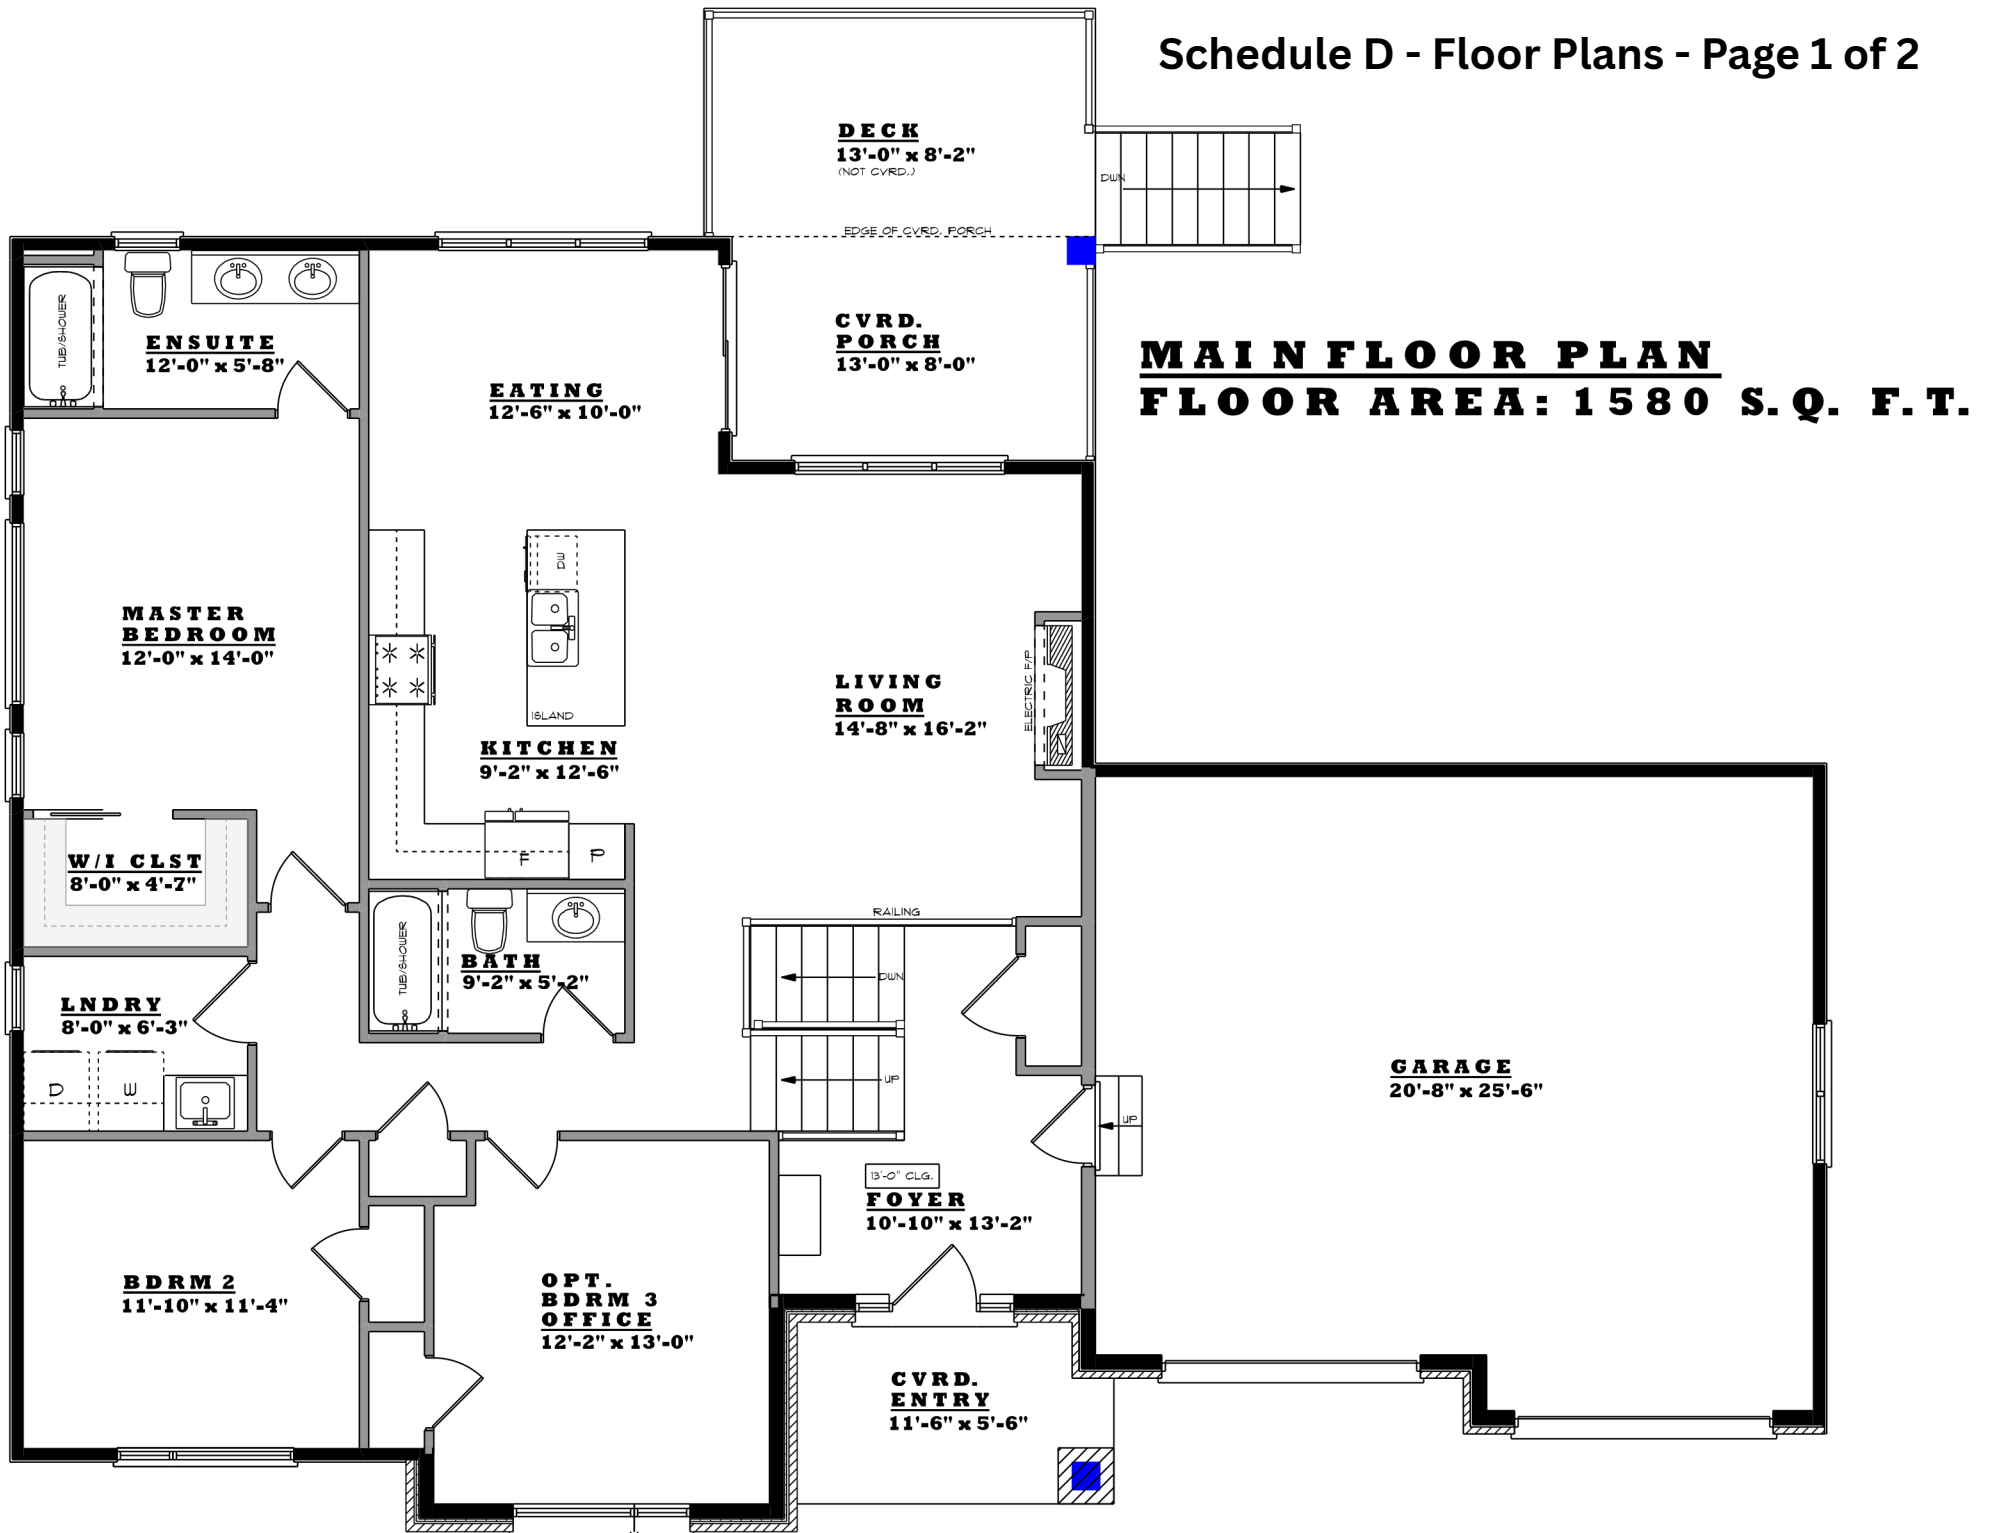 Schedule D - Floor Plans - Page 1 of 2
DECK
13'-0" x 8'-2"
(NOT CVRD.)
DWN
EDGE OF CVRD. PORCH
CVRD.
PORCH
13'-0" x 8'-0"
MAIN FLOOR PLAN
FLOOR AREA: 1580 S.Q. F.T.
TUB/SHOWER
ENSUITE
12'-0" x 5'-8"
EATING
12'-6" x 10'-0"
MASTER
BEDROOM
12'-0" x 14'-0"
DW
ISLAND
KITCHEN
9'-2" x 12'-6"
F
P
LIVING
ROOM
14'-8" x 16'-2"
ELECTRIC F/P
W/I CLST
8'-0" x 4'-7"
TUB/SHOWER
BATH
9'-2" x 5'-2"
RAILING
DWN
UP
LNDRY
8'-0" x 6'-3"
D
W
GARAGE
20'-8" x 25'-6"
UP
13'-0" CLG.
FOYER
10'-10" x 13'-2"
BDRM 2
11'-10" x 11'-4"
OPT.
BDRM 3
OFFICE
12'-2" x 13'-0"
CVRD.
ENTRY
11'-6" x 5'-6"